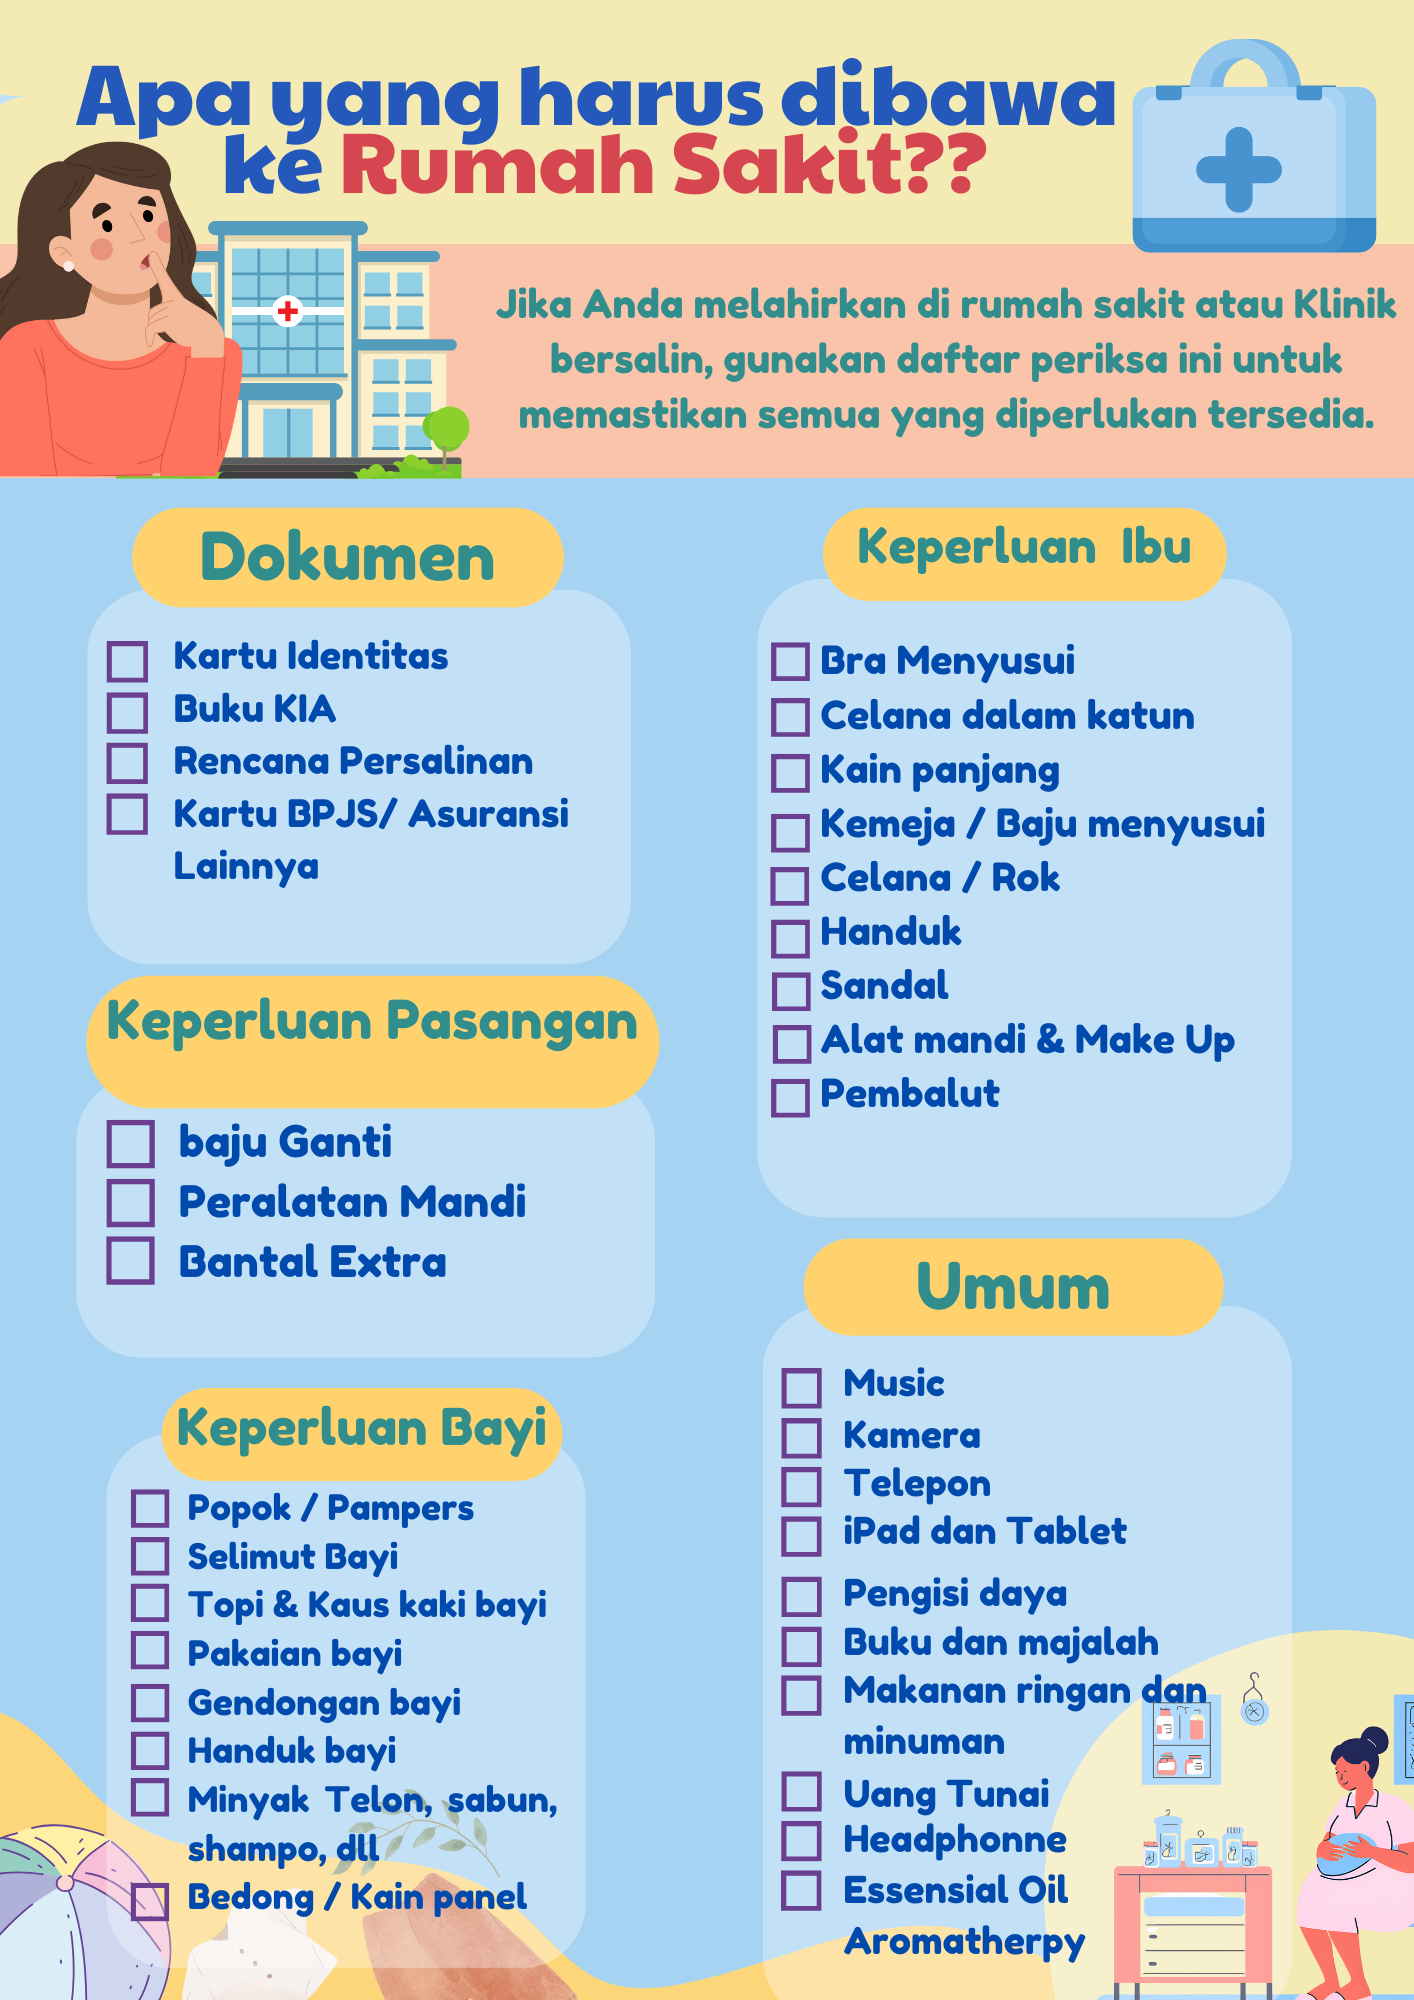 Apa yang harus dibawa
ke Rumah Sakit??
Jika Anda melahirkan di rumah sakit atau Klinik
bersalin, gunakan daftar periksa ini untuk
memastikan semua yang diperlukan tersedia.
Dokumen
Kartu Identitas
Buku KIA
Rencana Persalinan
Kartu BPJS/ Asuransi
Lainnya
Keperluan Pasangan
baju Ganti
Peralatan Mandi
Bantal Extra
Keperluan Bayi
Popok / Pampers
Selimut Bayi
Topi & Kaus kaki bayi
Pakaian bayi
Gendongan bayi
Handuk bayi
Minyak Telon, sabun,
shampo, dll
Bedong / Kain panel
Keperluan Ibu
Bra Menyusui
Celana dalam katun
Kain panjang
Kemeja / Baju menyusui
Celana / Rok
Handuk
Sandal
Alat mandi & Make Up
Pembalut
Umum
Music
Kamera
Telepon
iPad dan Tablet
Pengisi daya
Buku dan majalah
Makanan ringan dan
minuman
Uang Tunai
Headphonne
Essensial Oil
Aromatherpy